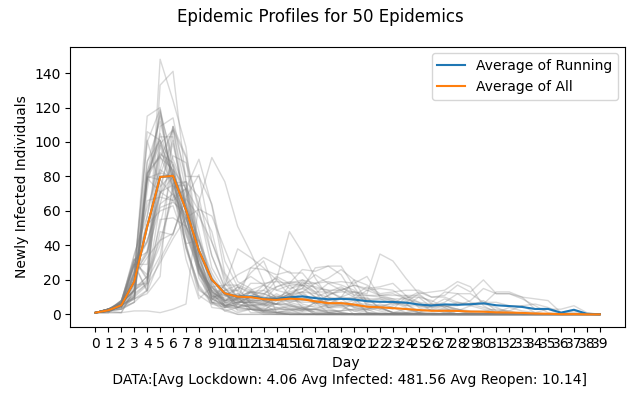 Epidemic Profiles for 50 Epidemics
Average of Running
Average of All
140
120
100
80
60
40
20
0
Newly Infected Individuals
0 1 2 3 4 5 6 7 8 9 10 11 12 13 14 15 16 17 18 19 20 21 22 23 24 25 26 27 28 29 30 31 32 33 34 35 36 37 38 39
Day
DATA:[Avg Lockdown: 4.06 Avg Infected: 481.56 Avg Reopen: 10.14]